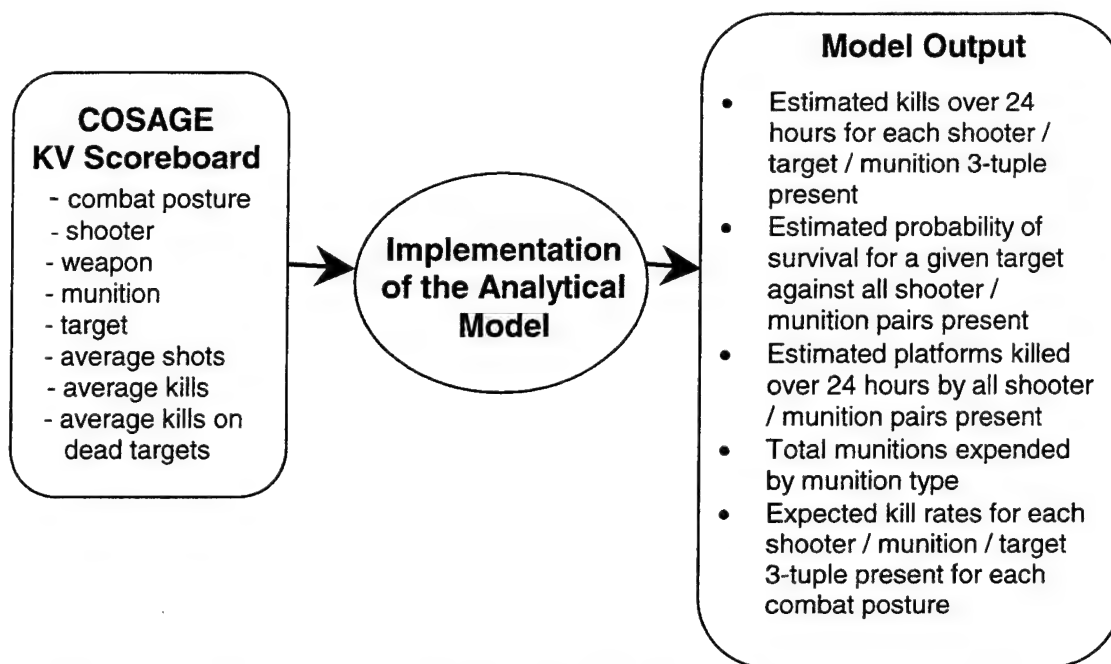 COSAGE
KV Scoreboard
- combat posture
- shooter
- weapon
- munition
- target
- average shots
- average kills
- average kills on
dead targets
Implementation
of the Analytical
Model
Model Output
• Estimated kills over 24
hours for each shooter /
target / munition 3-tuple
present
• Estimated probability of
survival for a given target
against all shooter /
munition pairs present
• Estimated platforms killed
over 24 hours by all shooter
/ munition pairs present
• Total munitions expended
by munition type
• Expected kill rates for each
shooter / munition / target
3-tuple present for each
combat posture